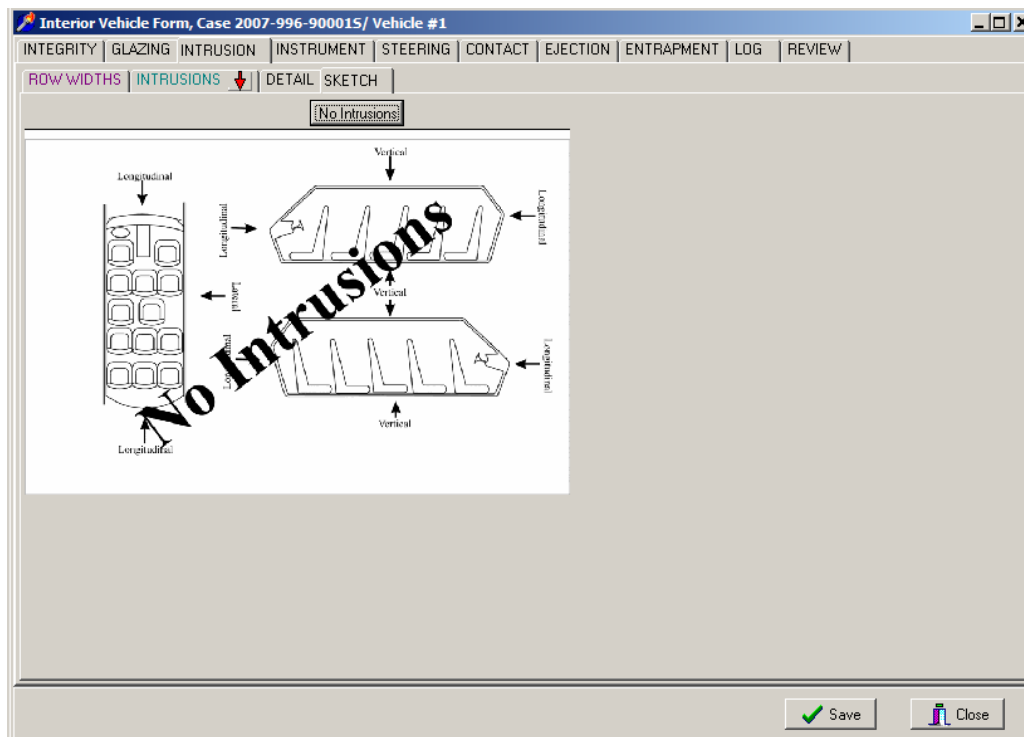 Interior Vehicle Form, Case 2007-996-90001S/ Vehicle #1
INTEGRITY GLAZING INTRUSION INSTRUMENT STEERING CONTACT EJECTION ENTRAPMENT LOG REVIEW
ROW WIDTHS INTRUSIONS DETAIL SKETCH
No Intrusions
Vertical
Longitudinal
Longitudinal
Longitudinal
Lateral
Vertical
Longitudinal
Longitudinal
Vertical
Longitudinal
No Intrusions
Save Close